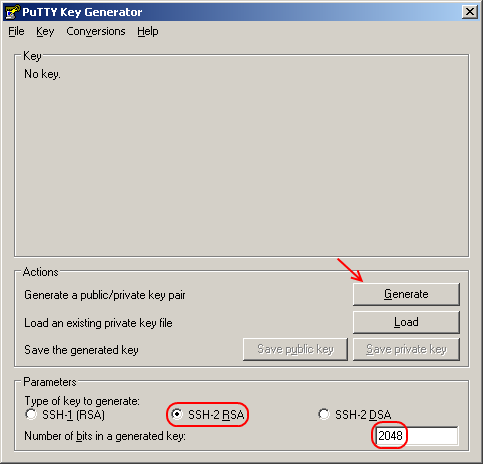 PuTTY Key Generator
File Key Conversions Help
Key
No key.
Actions
Generate a public/private key pair
Generate
Load an existing private key file
Load
Save the generated key
Save public key
Save private key
Parameters
Type of key to generate:
SSH-1 (RSA)
SSH-2 RSA
SSH-2 DSA
Number of bits in a generated key:
2048